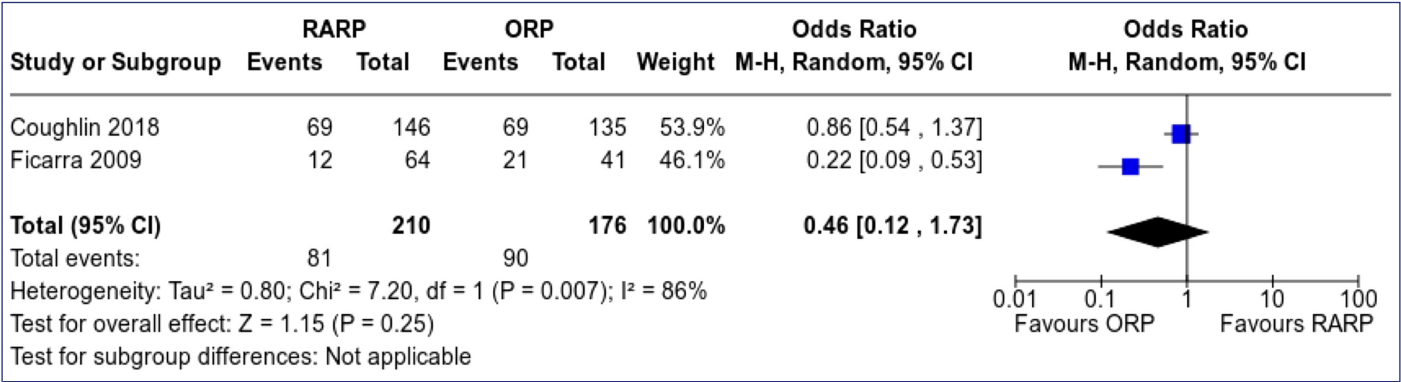 RARP ORP Odds Ratio Odds Ratio
Study or Subgroup Events Total Events Total Weight M-H, Random, 95% CI M-H, Random, 95% CI
Coughlin 2018 69 146 69 135 53.9% 0.86 [0.54 , 1.37]
Ficarra 2009 12 64 21 41 46.1% 0.22 [0.09 , 0.53]
Total (95% CI) 210 176 100.0% 0.46 [0.12 , 1.73]
Total events: 81 90
Heterogeneity: Tau² = 0.80; Chi² = 7.20, df = 1 (P = 0.007); I² = 86%
0.01 0.1 1 10 100
Test for overall effect: Z = 1.15 (P = 0.25)
Favours ORP Favours RARP
Test for subgroup differences: Not applicable